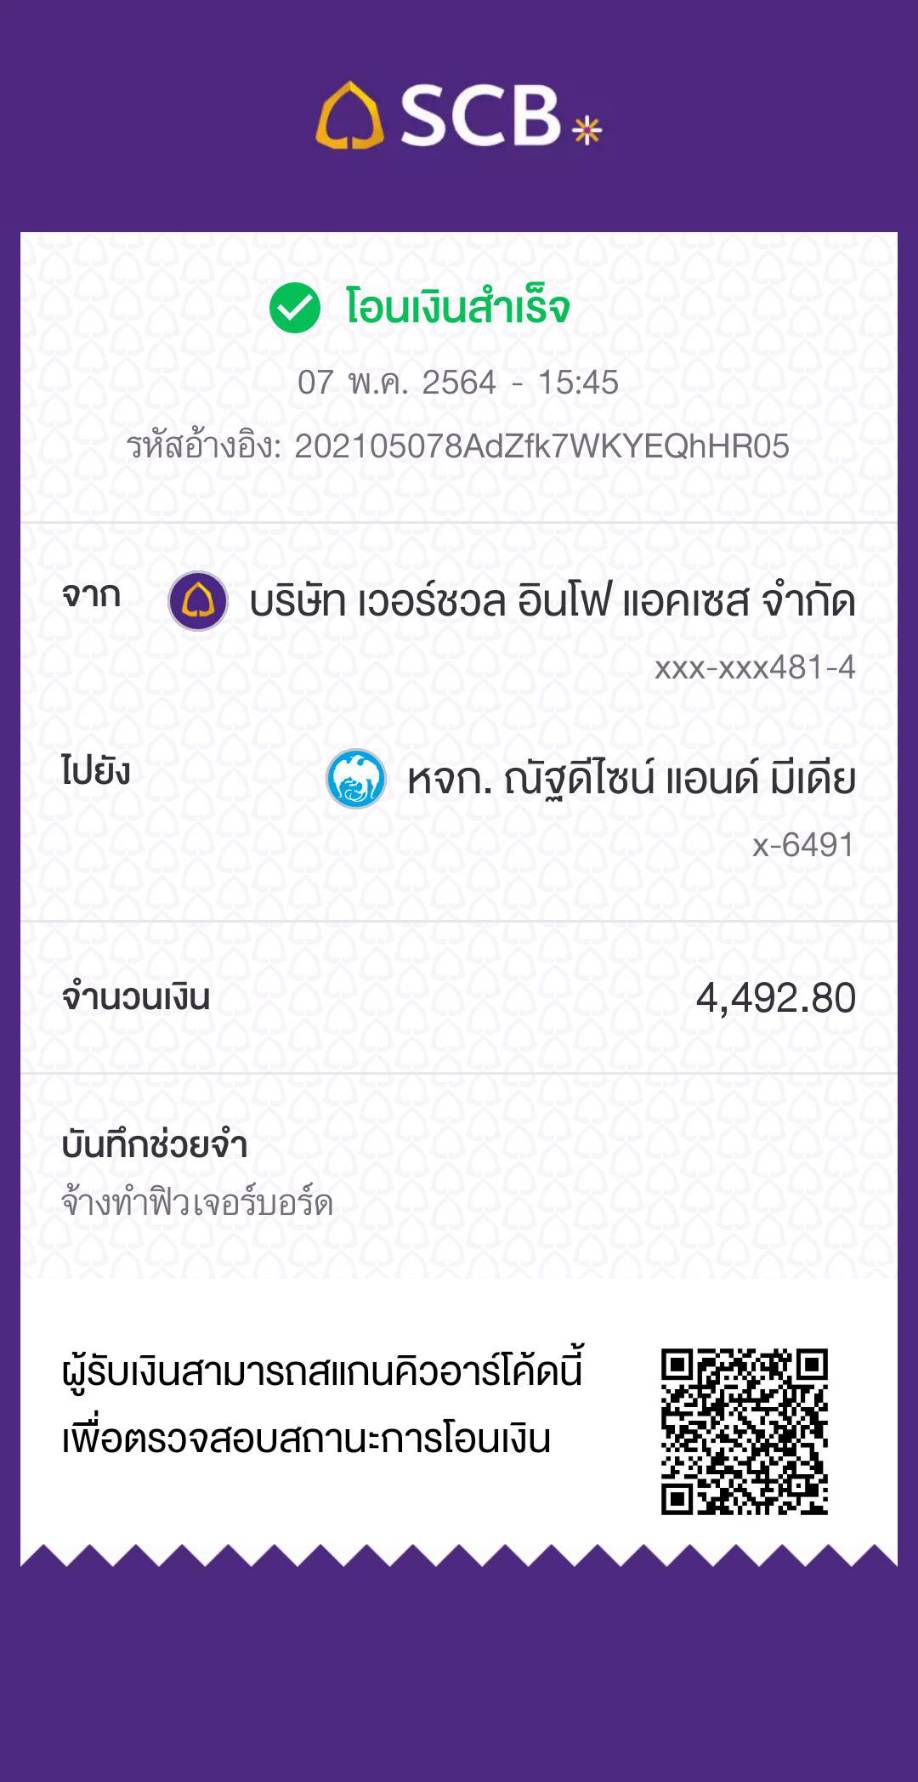 SCB
โอนเงินสำเร็จ
07 พ.ค. 2564 - 15:45
รหัสอ้างอิง: 202105078AdZfk7WKYEQhHR05
จาก บริษัท เวอร์ชวล อินโฟ แอคเซส จำกัด
xxx-xxx481-4
ไปยัง หจก. ณัฐดีไซน์ แอนด์ มีเดีย
x-6491
จำนวนเงิน 4,492.80
บันทึกช่วยจำ
จ้างทำฟิวเจอร์บอร์ด
ผู้รับเงินสามารถสแกนคิวอาร์โค้ดนี้
เพื่อตรวจสอบสถานะการโอนเงิน